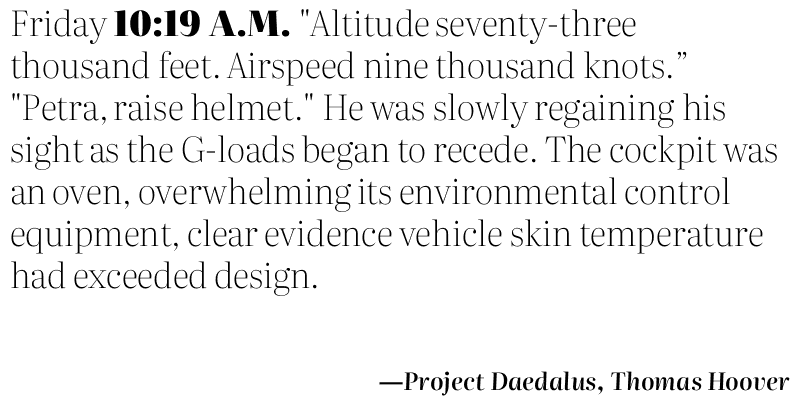 Friday 10:19 A.M. "Altitude seventy-three
thousand feet. Airspeed nine thousand knots.”
"Petra, raise helmet." He was slowly regaining his
sight as the G-loads began to recede. The cockpit was
an oven, overwhelming its environmental control
equipment, clear evidence vehicle skin temperature
had exceeded design.
—Project Daedalus, Thomas Hoover